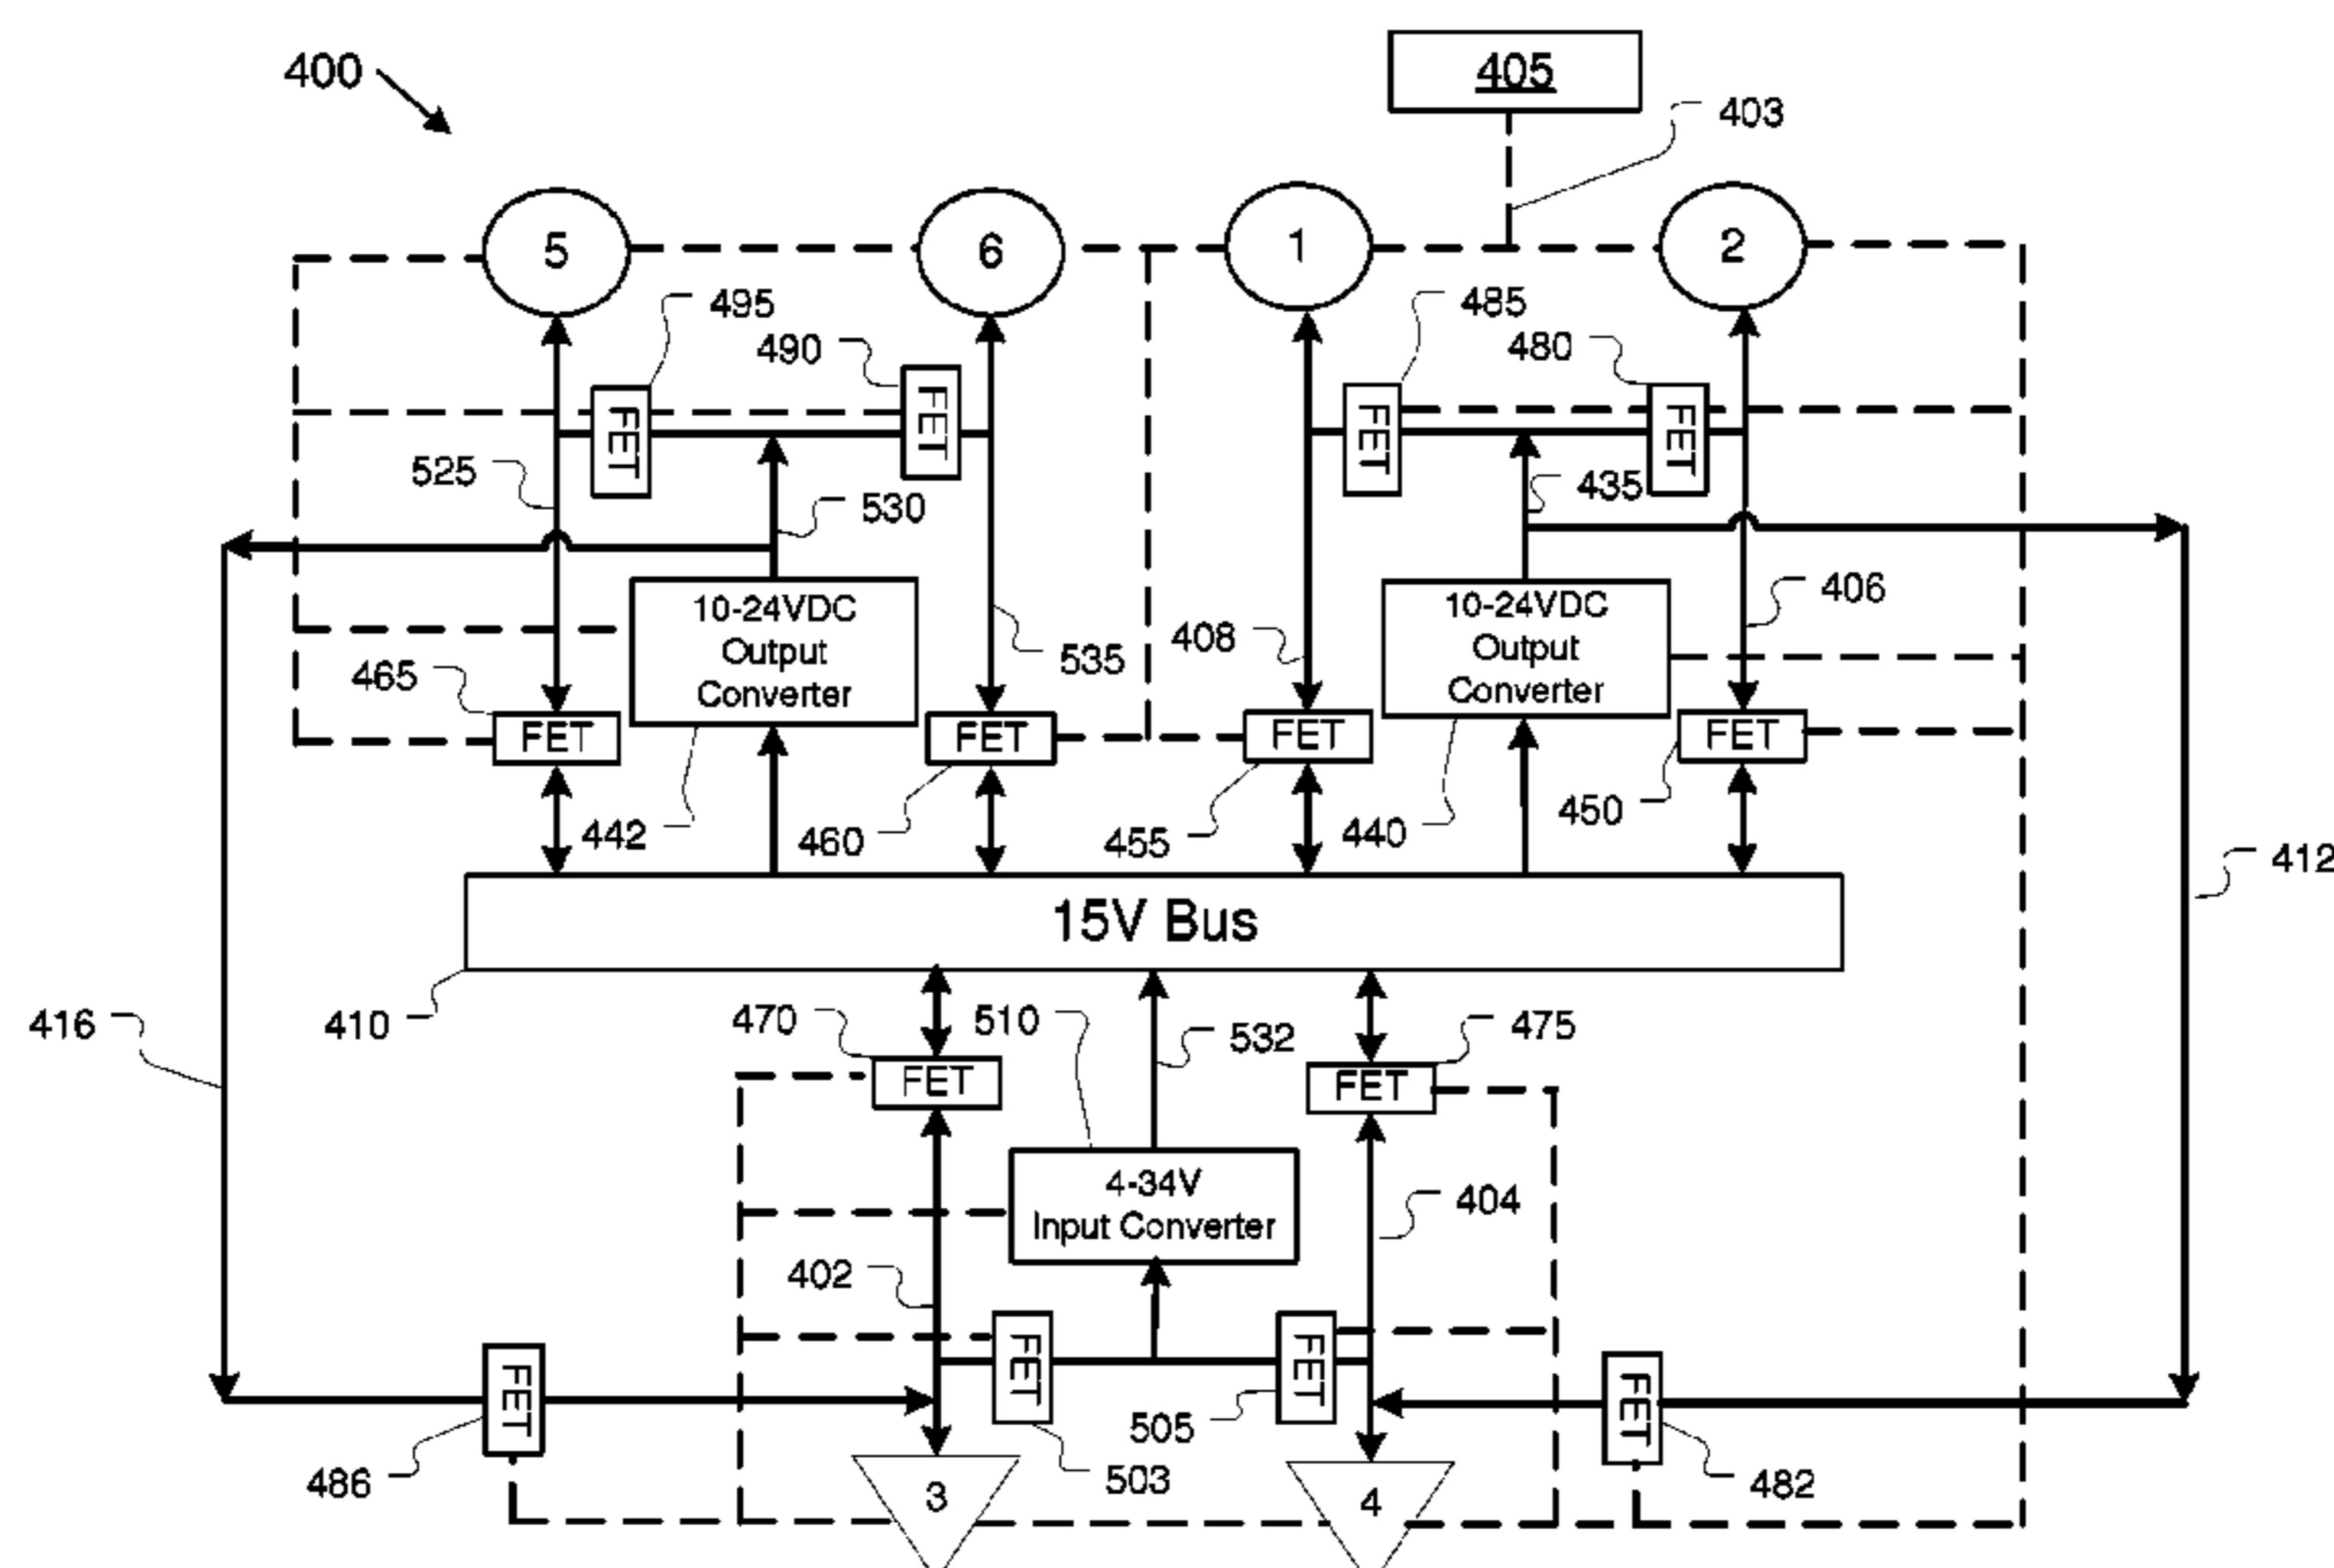 400
405
403
5
6
1
2
495
490
485
480
FET
FET
FET
FET
525
530
435
406
10-24VDC
Output
Converter
10-24VDC
Output
Converter
408
535
465
FET
FET
FET
FET
442
460
455
440
450
412
15V Bus
416
410
470
510
532
475
FET
FET
4-34V
Input Converter
404
402
FET
FET
FET
FET
486
503
505
482
3
4